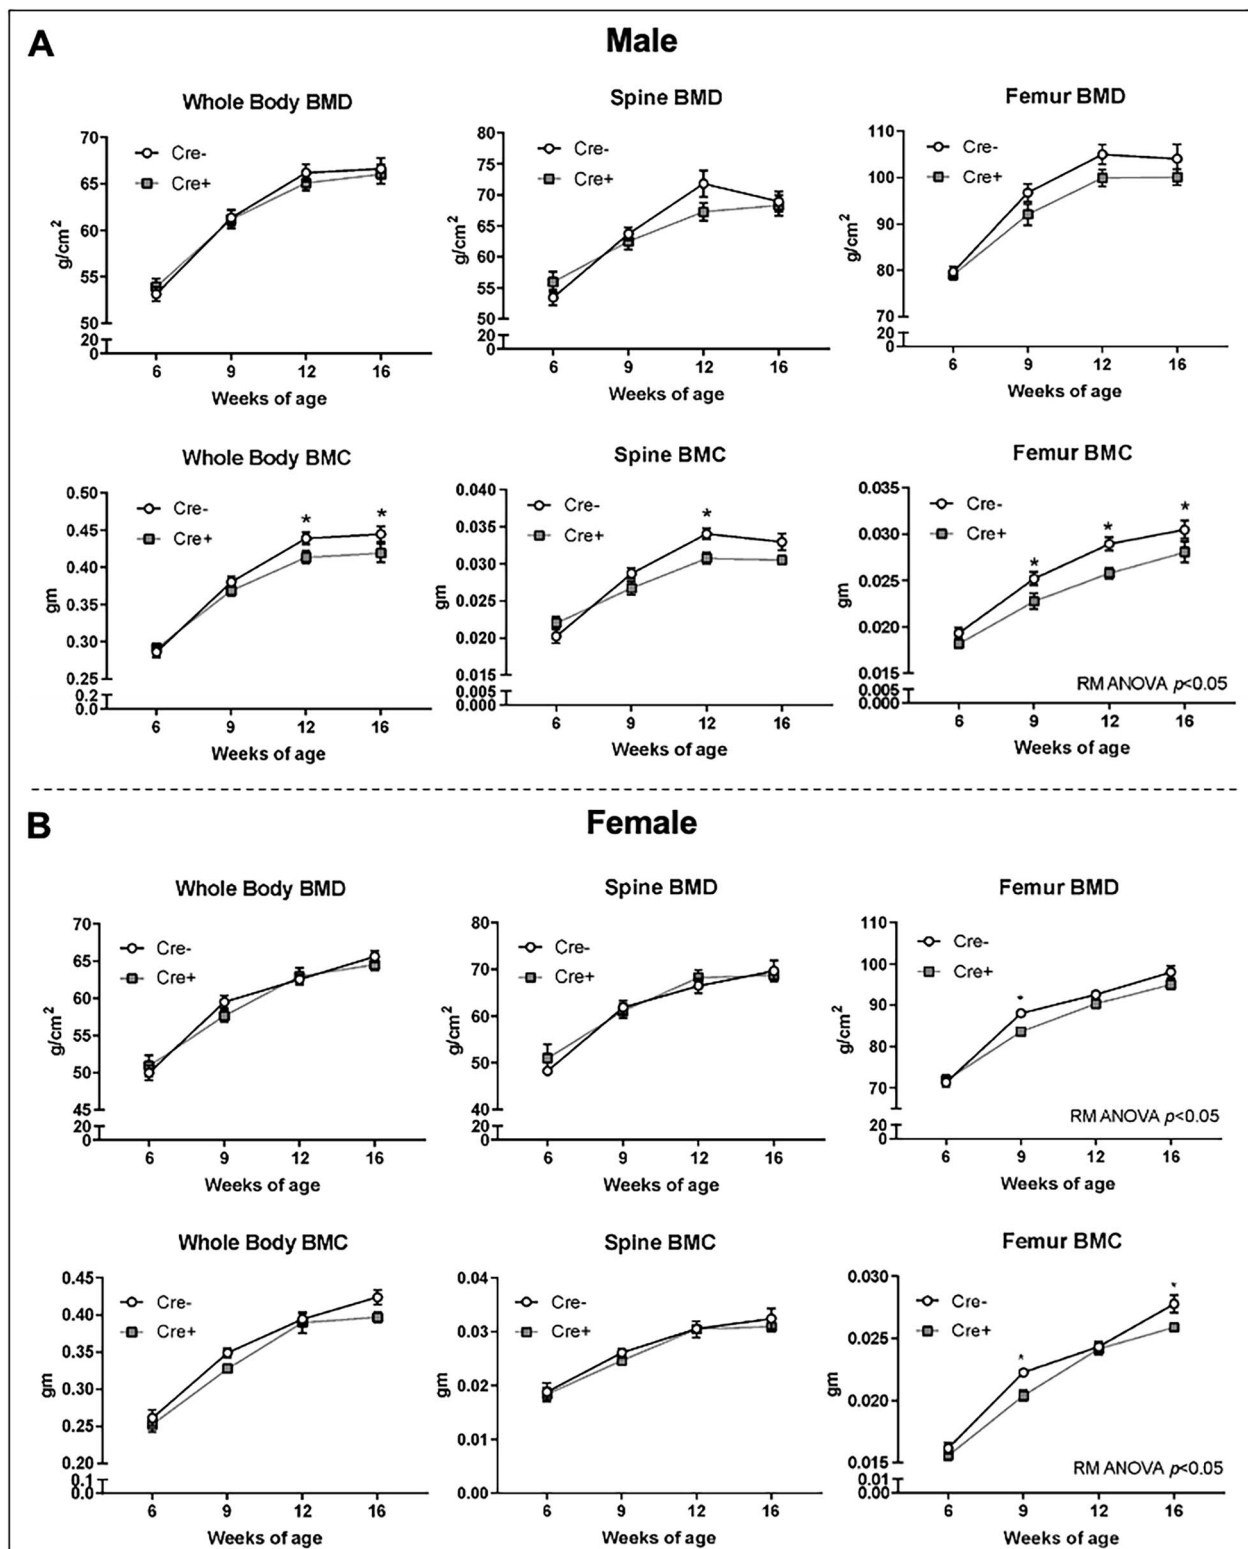 A
Male
Whole Body BMD
Cre-
Cre+
g/cm2
70
65
60
55
50
20
0
6 9 12 16
Weeks of age
Spine BMD
Cre-
Cre+
g/cm2
80
75
70
65
60
55
50
20
0
6 9 12 16
Weeks of age
Femur BMD
Cre-
Cre+
g/cm2
110
100
90
80
70
20
0
6 9 12 16
Weeks of age
Whole Body BMC
Cre-
Cre+
gm
0.50
0.45
0.40
0.35
0.30
0.25
0.2
0.0
* *
6 9 12 16
Weeks of age
Spine BMC
Cre-
Cre+
gm
0.040
0.035
0.030
0.025
0.020
0.015
0.005
0.000
*
6 9 12 16
Weeks of age
Femur BMC
Cre-
Cre+
gm
0.035
0.030
0.025
0.020
0.015
0.005
0.000
* * *
RM ANOVA p<0.05
6 9 12 16
Weeks of age
B
Female
Whole Body BMD
Cre-
Cre+
g/cm2
70
65
60
55
50
45
20
0
6 9 12 16
Weeks of age
Spine BMD
Cre-
Cre+
g/cm2
80
70
60
50
40
20
0
6 9 12 16
Weeks of age
Femur BMD
Cre-
Cre+
g/cm2
110
100
90
80
70
20
0
*
RM ANOVA p<0.05
6 9 12 16
Weeks of age
Whole Body BMC
Cre-
Cre+
gm
0.45
0.40
0.35
0.30
0.25
0.20
0.1
0.0
6 9 12 16
Weeks of age
Spine BMC
Cre-
Cre+
gm
0.04
0.03
0.02
0.01
0.00
6 9 12 16
Weeks of age
Femur BMC
Cre-
Cre+
gm
0.030
0.025
0.020
0.015
0.01
0.00
* *
RM ANOVA p<0.05
6 9 12 16
Weeks of age